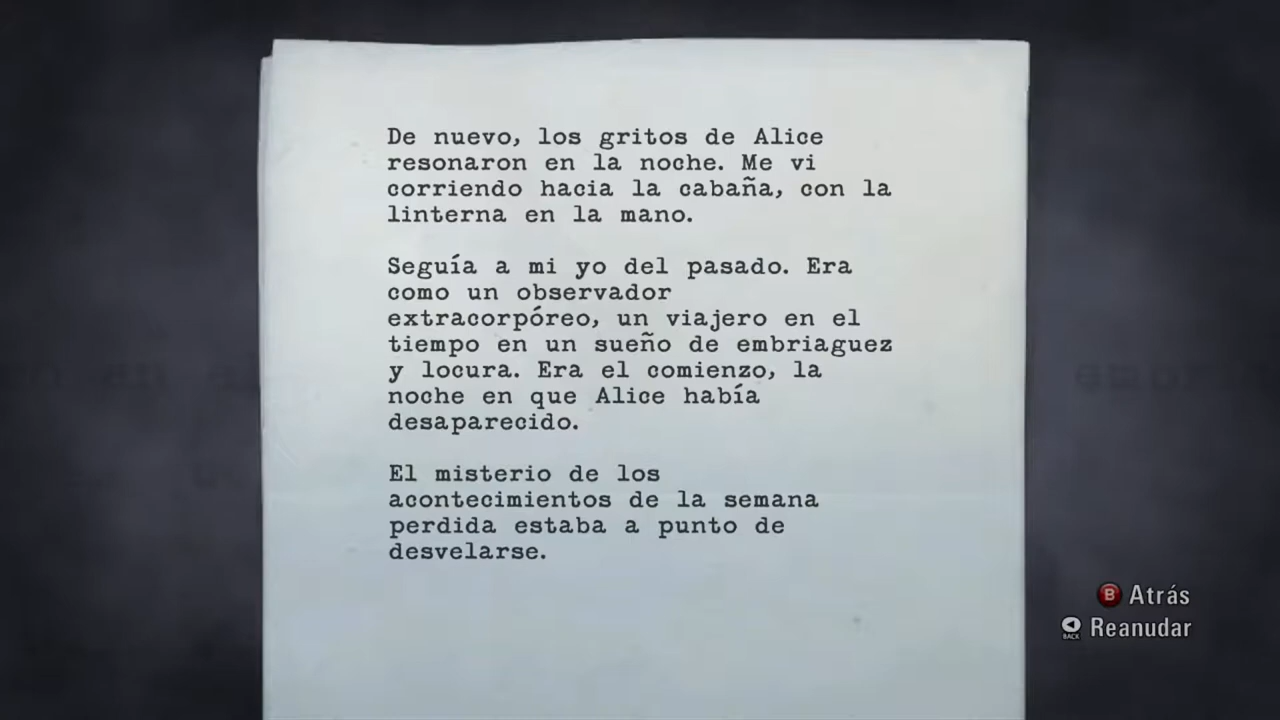 De nuevo, los gritos de Alice
resonaron en la noche. Me vi
corriendo hacia la cabaña, con la
linterna en la mano.
Seguía a mi yo del pasado. Era
como un observador
extracorpóreo, un viajero en el
tiempo en un sueño de embriaguez
y locura. Era el comienzo, la
noche en que Alice había
desaparecido.
El misterio de los
acontecimientos de la semana
perdida estaba a punto de
desvelarse.
B Atrás
BACK Reanudar